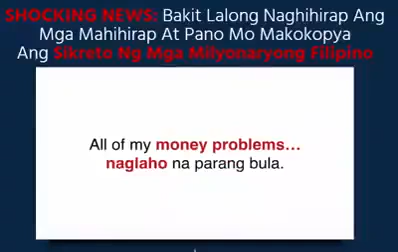 SHOCKING NEWS: Bakit Lalong Naghihirap Ang
Mga Mahihirap At Pano Mo Makokopya
Ang Sikreto Ng Mga Milyonaryong Filipino
All of my money problems...
naglaho na parang bula.